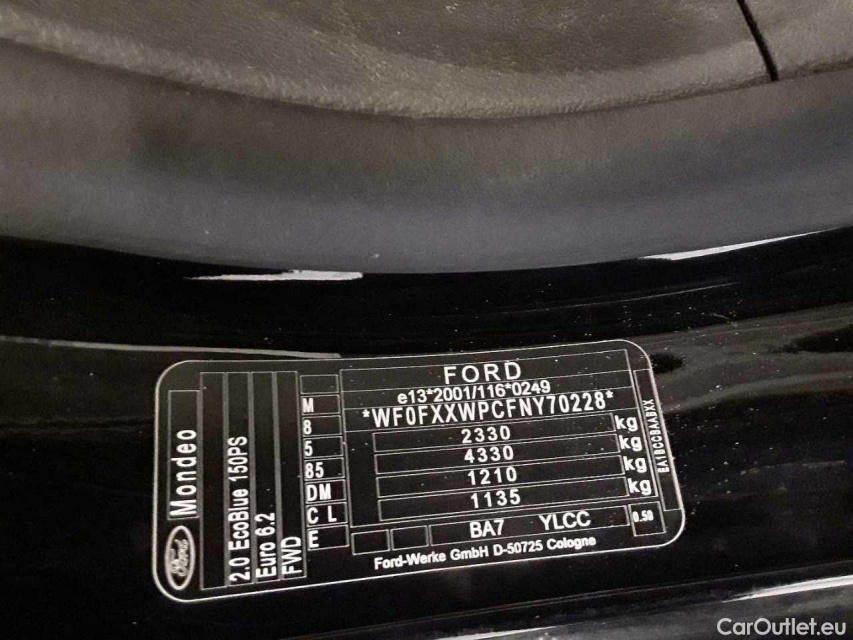 FORD
e13*2001/116*0249
*WF0FXXWPCFNY70228*
2330 kg
4330 kg
1210 kg
1135 kg
BA7 YLCC 0.50
Ford-Werke GmbH D-50725 Cologne
M
8
5
85
DM
C L
E
Mondeo
2.0 EcoBlue 150PS
Euro 6.2
FWD
Ford
CarOutlet.eu